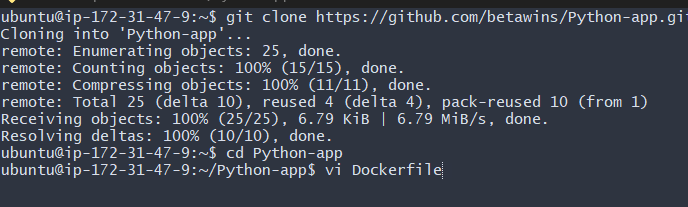 ubuntu@ip-172-31-47-9:~$ git clone https://github.com/betawins/Python-app.git
Cloning into 'Python-app'...
remote: Enumerating objects: 25, done.
remote: Counting objects: 100% (15/15), done.
remote: Compressing objects: 100% (11/11), done.
remote: Total 25 (delta 10), reused 4 (delta 4), pack-reused 10 (from 1)
Receiving objects: 100% (25/25), 6.79 KiB | 6.79 MiB/s, done.
Resolving deltas: 100% (10/10), done.
ubuntu@ip-172-31-47-9:~$ cd Python-app
ubuntu@ip-172-31-47-9:~/Python-app$ vi Dockerfile